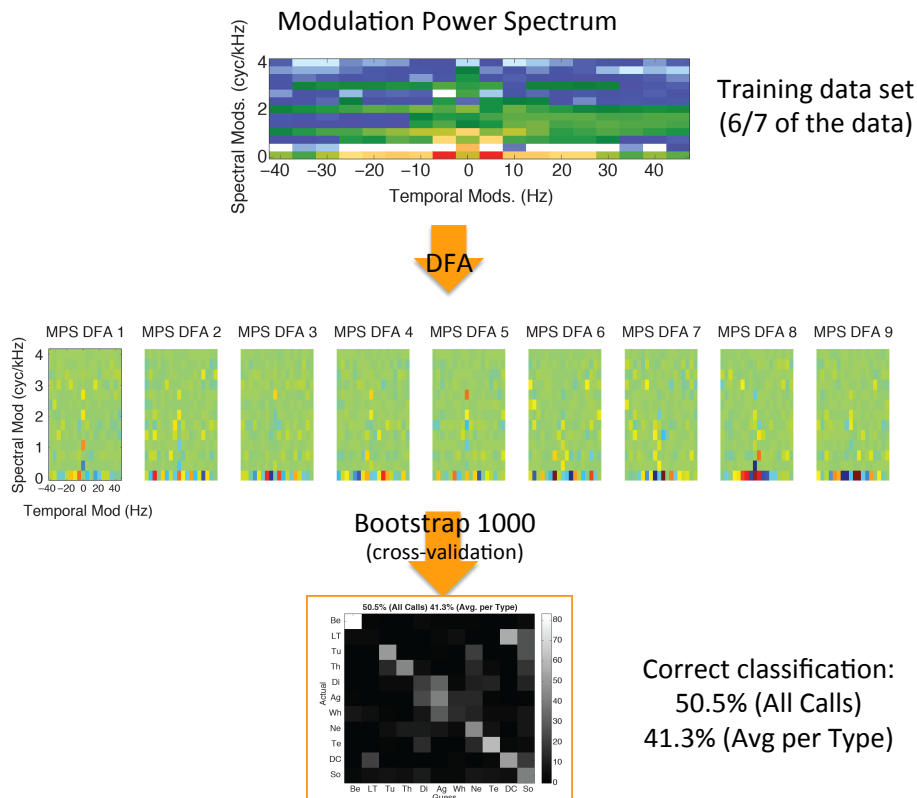 Modulation Power Spectrum
Spectral Mods. (cyc/kHz)
4
2
0
−40 −30 −20 −10 0 10 20 30 40
Temporal Mods. (Hz)
Training data set
(6/7 of the data)
DFA
MPS DFA 1 MPS DFA 2 MPS DFA 3 MPS DFA 4 MPS DFA 5 MPS DFA 6 MPS DFA 7 MPS DFA 8 MPS DFA 9
Spectral Mod (cyc/kHz)
4
3
2
1
0
−40 −20 0 20 40
Temporal Mod (Hz)
Bootstrap 1000
(cross-validation)
50.5% (All Calls) 41.3% (Avg. per Type)
Actual
Be
LT
Tu
Th
Di
Ag
Wh
Ne
Te
DC
So
Be LT Tu Th Di Ag Wh Ne Te DC So
Guess
80
70
60
50
40
30
20
10
0
Correct classification:
50.5% (All Calls)
41.3% (Avg per Type)